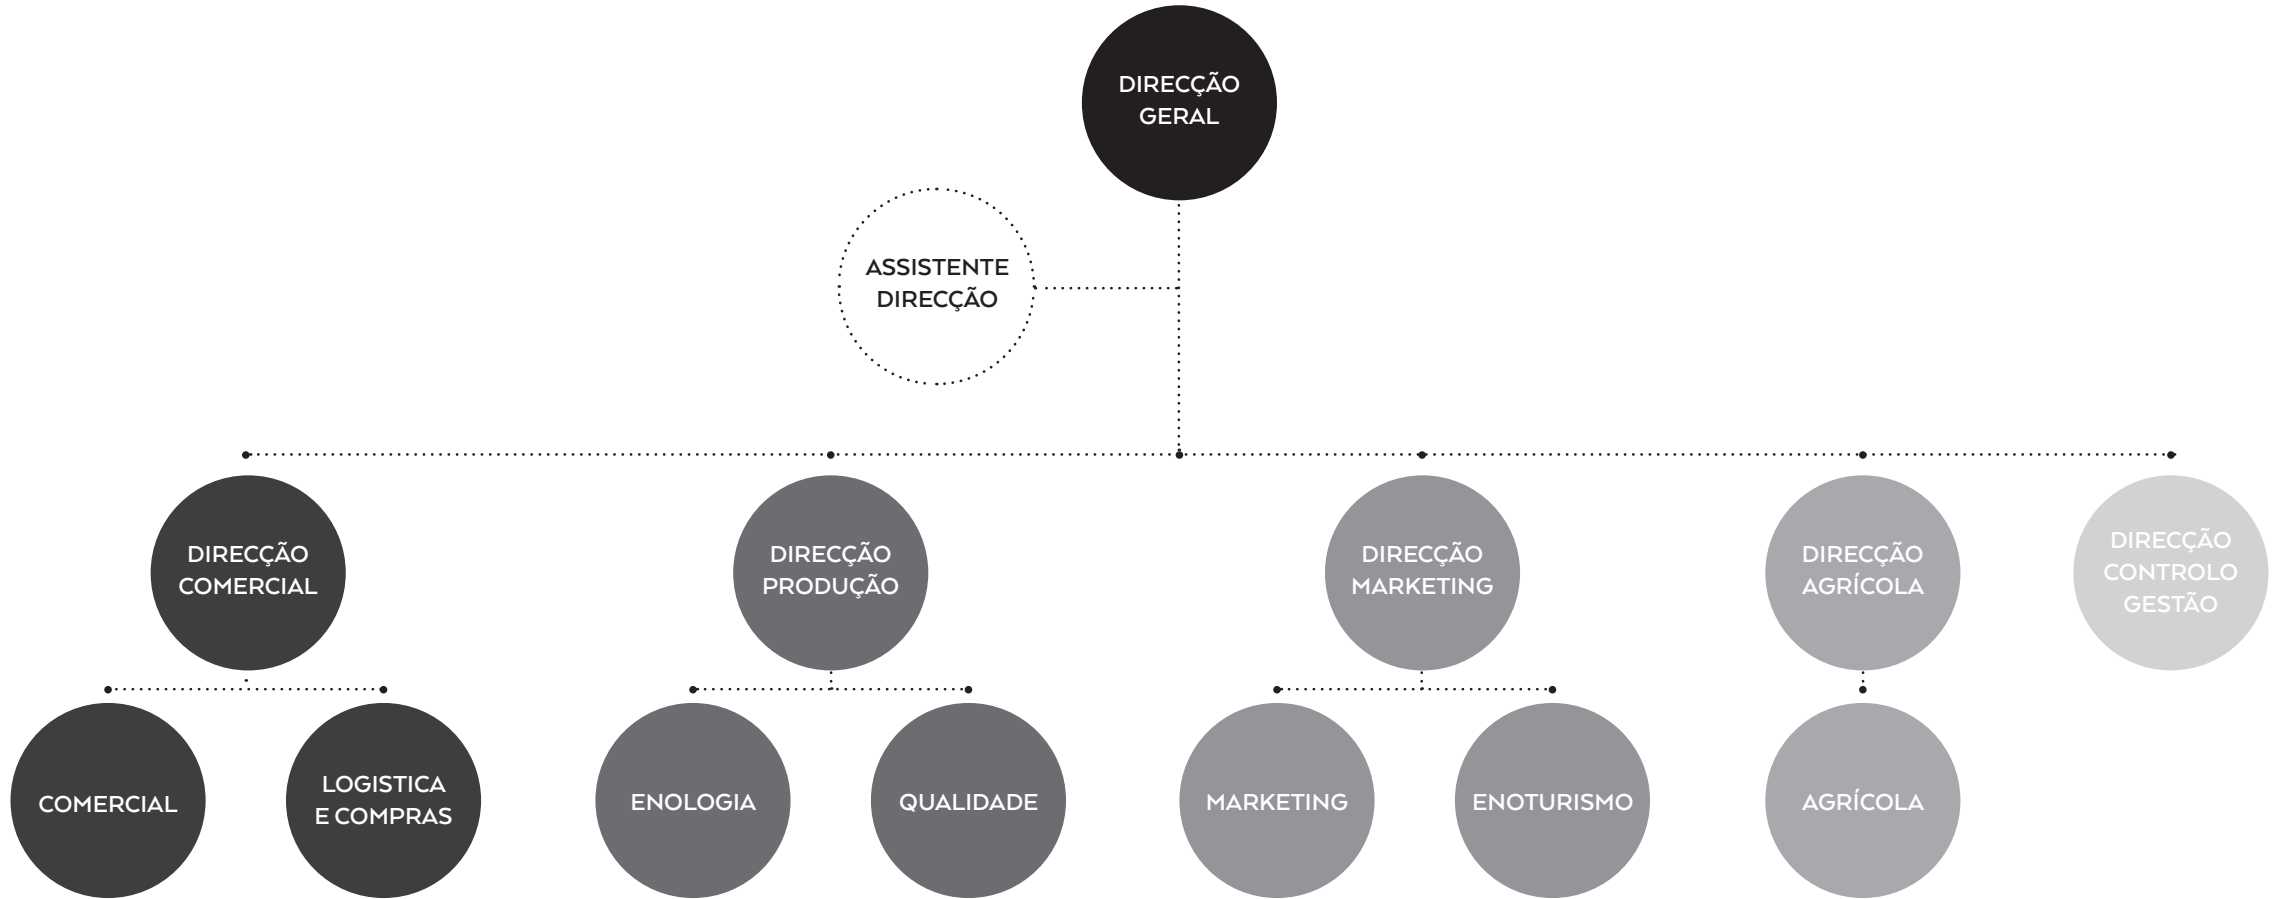 DIRECÇÃO
GERAL
ASSISTENTE
DIRECÇÃO
DIRECÇÃO
COMERCIAL
DIRECÇÃO
PRODUÇÃO
DIRECÇÃO
MARKETING
DIRECÇÃO
AGRÍCOLA
DIRECÇÃO
CONTROLO
GESTÃO
COMERCIAL
LOGISTICA
E COMPRAS
ENOLOGIA
QUALIDADE
MARKETING
ENOTURISMO
AGRÍCOLA